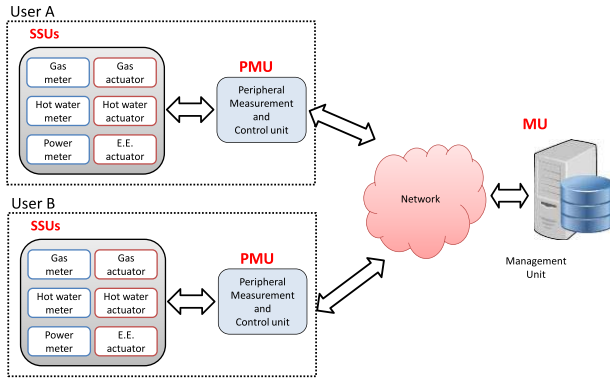 User A
SSUs
Gas
meter
Gas
actuator
Hot water
meter
Hot water
actuator
Power
meter
E.E.
actuator
PMU
Peripheral
Measurement
and
Control unit
User B
SSUs
Gas
meter
Gas
actuator
Hot water
meter
Hot water
actuator
Power
meter
E.E.
actuator
PMU
Peripheral
Measurement
and
Control unit
Network
MU
Management
Unit